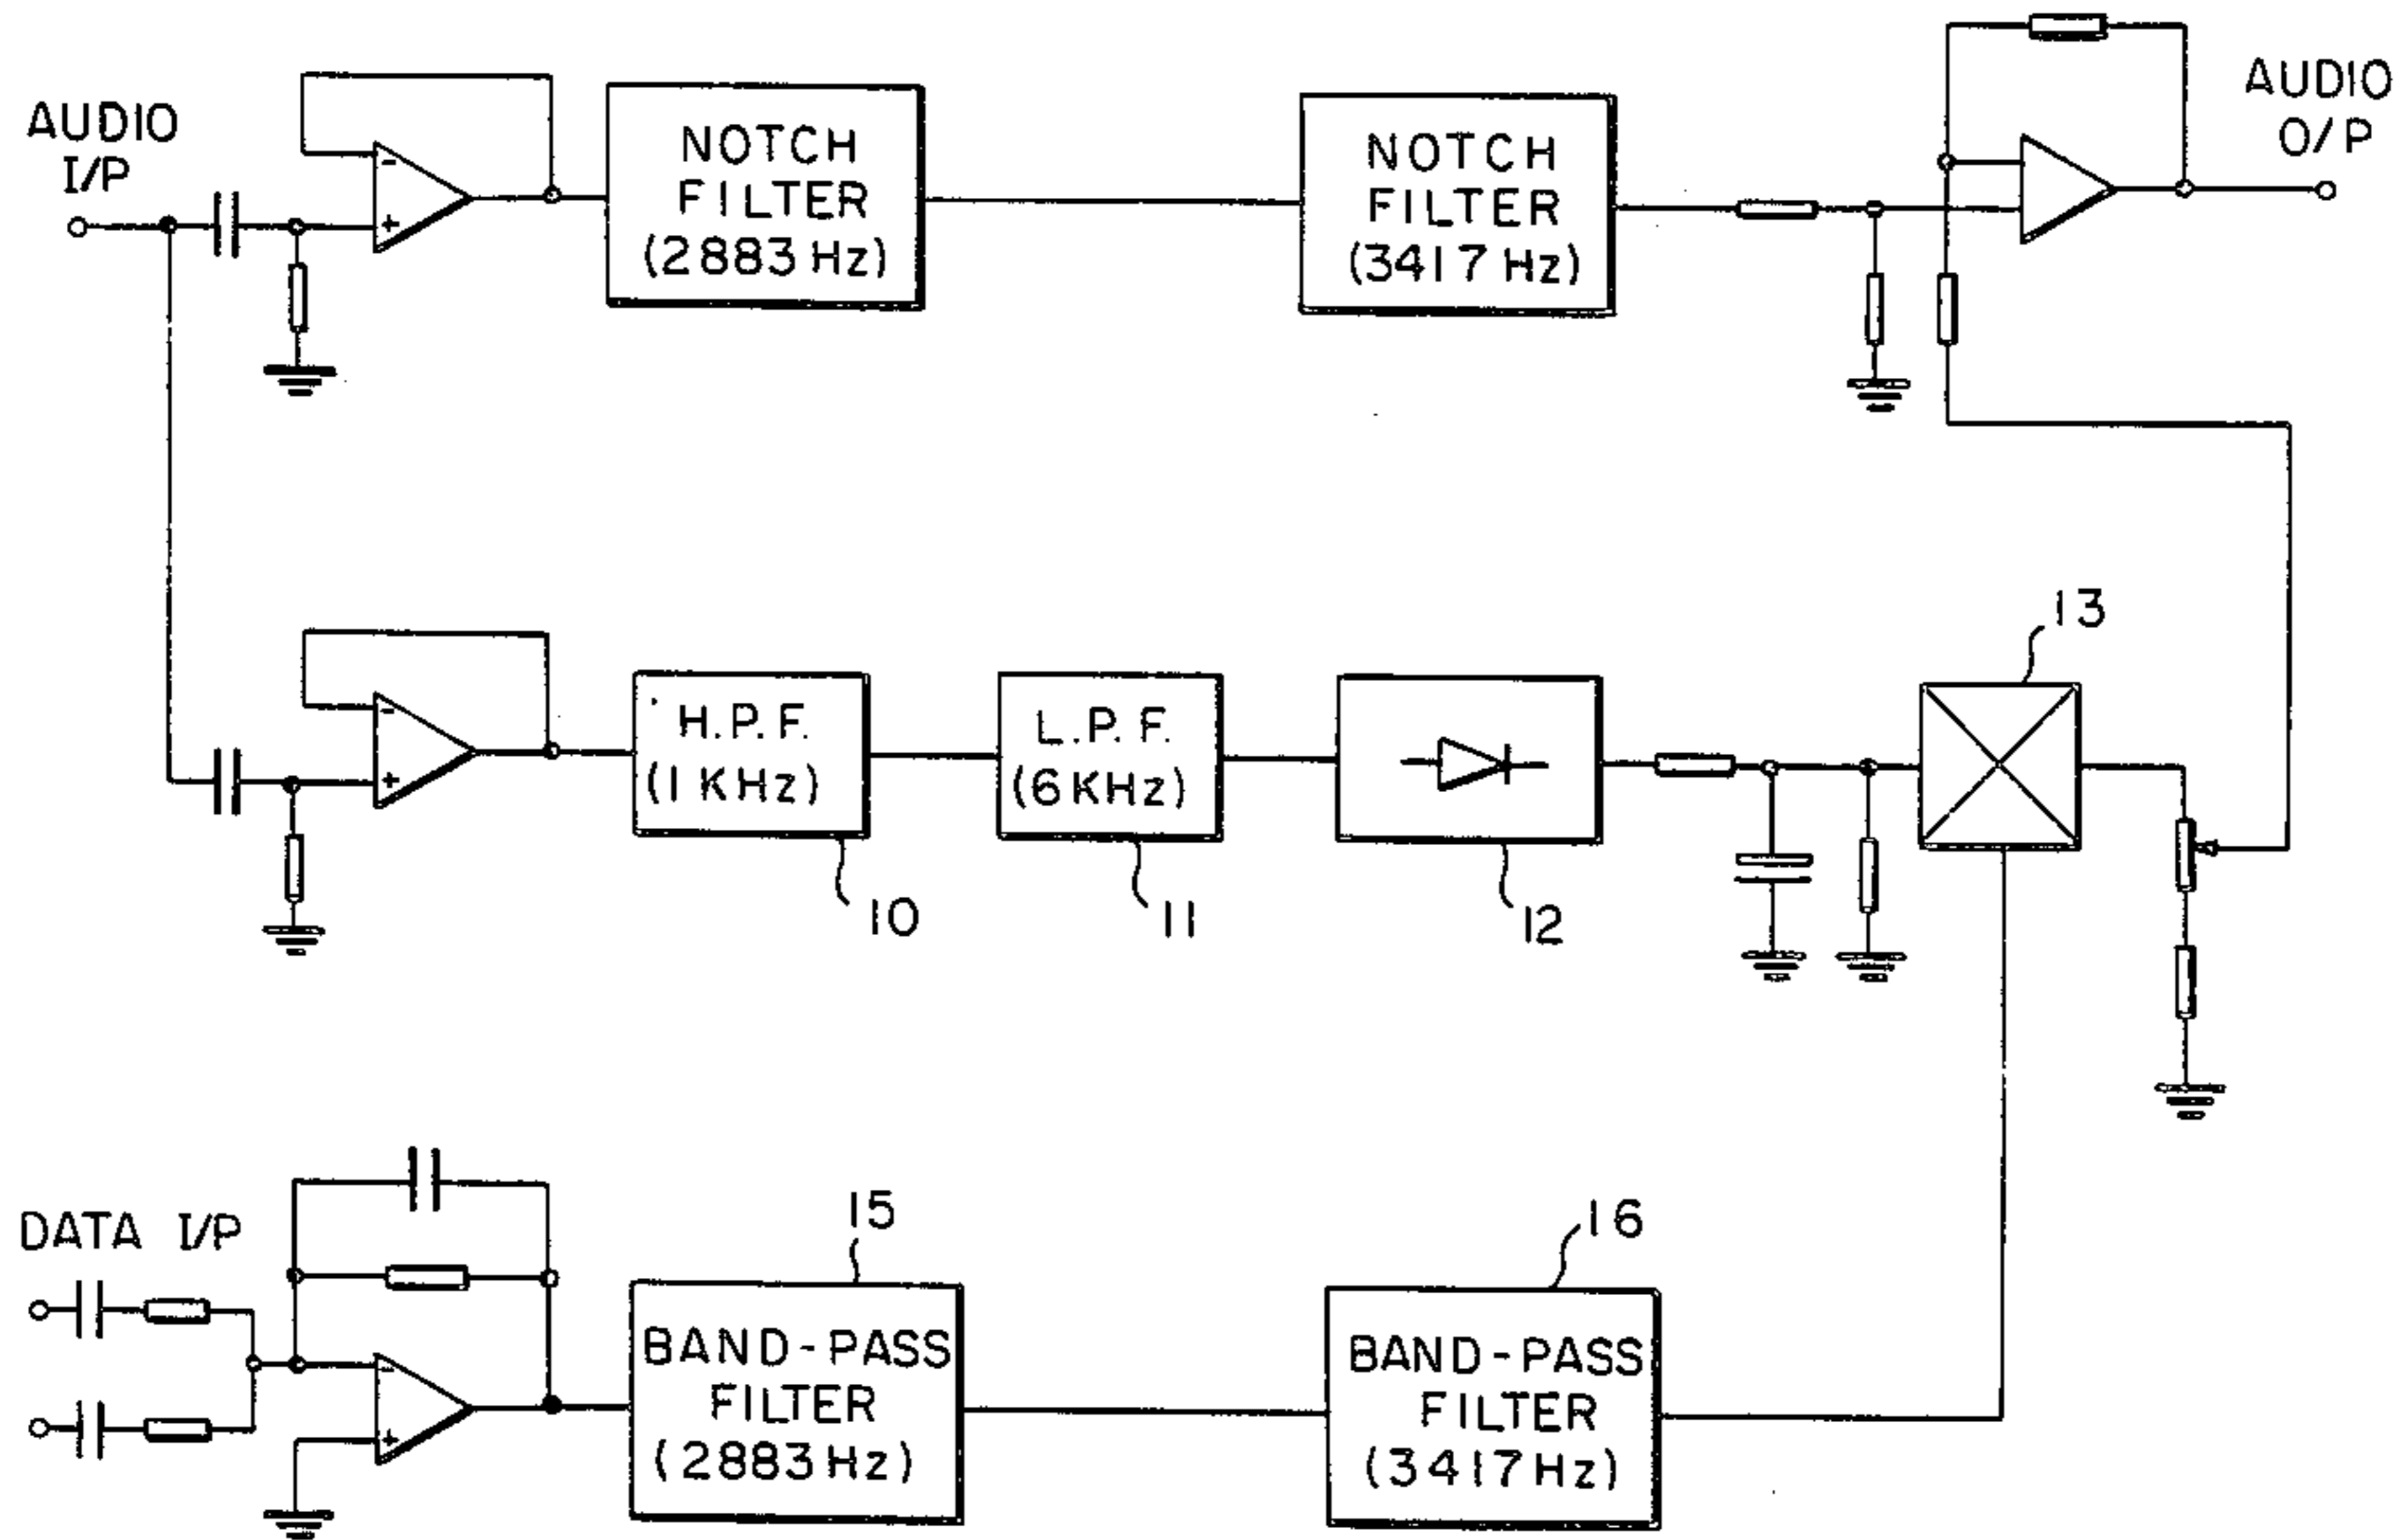 AUDIO
I/P
-
+
NOTCH
FILTER
(2883 Hz)
NOTCH
FILTER
(3417 Hz)
AUDIO
O/P
-
+
H.P.F.
(1 KHz)
10
L.P.F.
(6 KHz)
11
12
13
DATA I/P
-
+
BAND-PASS
FILTER
(2883 Hz)
15
BAND-PASS
FILTER
(3417 Hz)
16